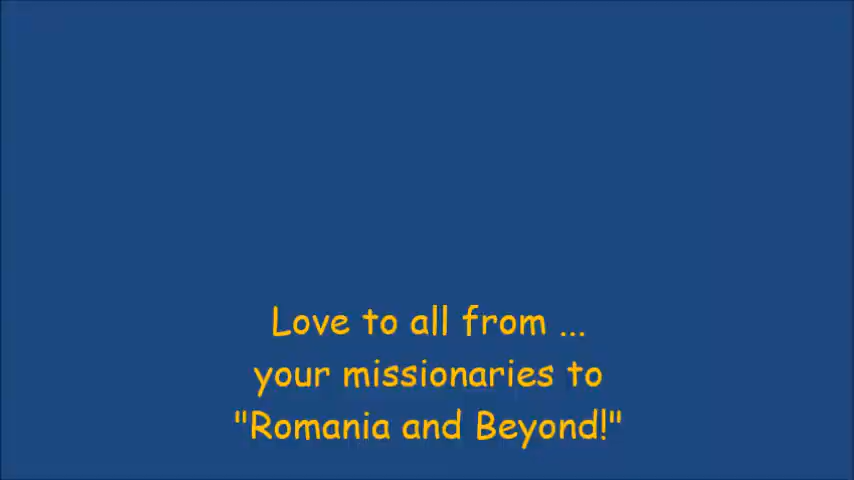 Love to all from ...
your missionaries to
"Romania and Beyond!"